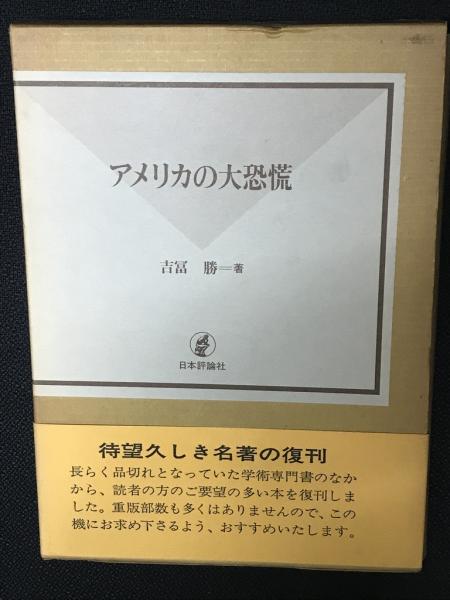 アメリカの大恐慌
吉冨 勝=著
日本評論社
待望久しき名著の復刊
長らく品切れとなっていた学術専門書のなか
から、読者の方のご要望の多い本を復刊しま
した。重版部数も多くはありませんので、この
機にお求め下さるよう、おすすめいたします。